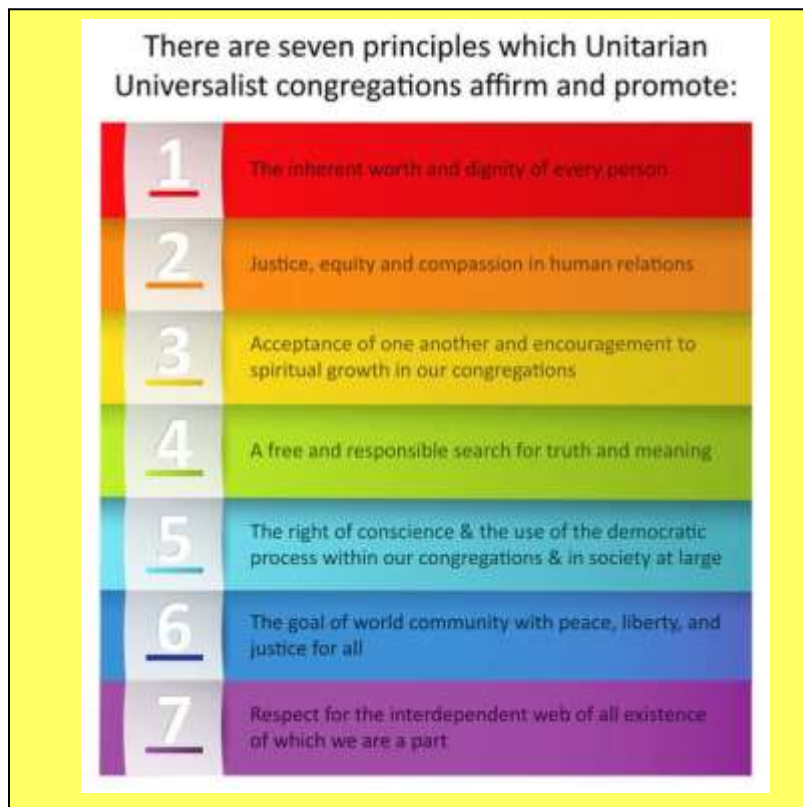 There are seven principles which Unitarian
Universalist congregations affirm and promote:
1
The inherent worth and dignity of every person
2
Justice, equity and compassion in human relations
3
Acceptance of one another and encouragement to
spiritual growth in our congregations
4
A free and responsible search for truth and meaning
5
The right of conscience & the use of the democratic
process within our congregations & in society at large
6
The goal of world community with peace, liberty, and
justice for all
7
Respect for the interdependent web of all existence
of which we are a part